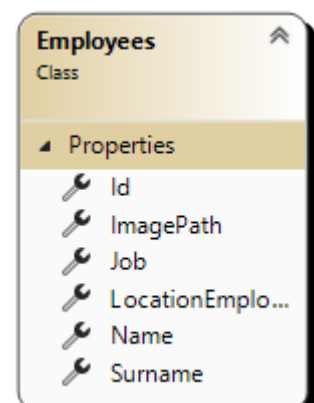 Employees
Class
Properties
Id
ImagePath
Job
LocationEmplo...
Name
Surname